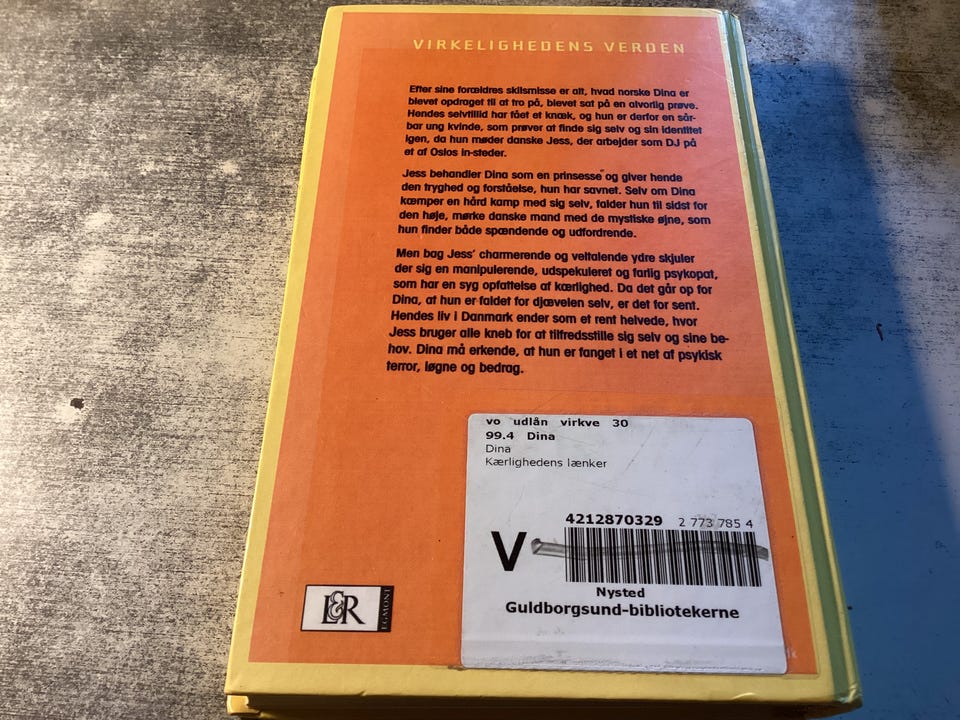 VIRKELIGHEDENS VERDEN
Efter sine forældres skilsmisse er alt, hvad norske Dina er
blevet opdraget til at tro på, blevet sat på en alvorlig prøve.
Hendes selvtillid har fået et knæk, og hun er derfor en sår-
bar ung kvinde, som prøver at finde sig selv og sin identitet
igen, da hun møder danske Jess, der arbejder som DJ på
et af Oslos in-steder.
Jess behandler Dina som en prinsesse og giver hende
den tryghed og forståelse, hun har savnet. Selv om Dina
kæmper en hård kamp med sig selv, falder hun til sidst for
den høje, mørke danske mand med de mystiske øjne, som
hun finder både spændende og udfordrende.
Men bag Jess' charmerende og veltalende ydre skjuler
der sig en manipulerende, udspekuleret og farlig psykopat,
som har en syg opfattelse af kærlighed. Da det går op for
Dina, at hun er faldet for djævelen selv, er det for sent.
Hendes liv i Danmark ender som et rent helvede, hvor
Jess bruger alle kneb for at tilfredsstille sig selv og sine be-
hov. Dina må erkende, at hun er fanget i et net af psykisk
terror, løgne og bedrag.
vo udlån virkve 30
99.4 Dina
Dina
Kærlighedens lænker
4212870329 2 773 785 4
V
Nysted
Guldborgsund-bibliotekerne
L&R EGMONT